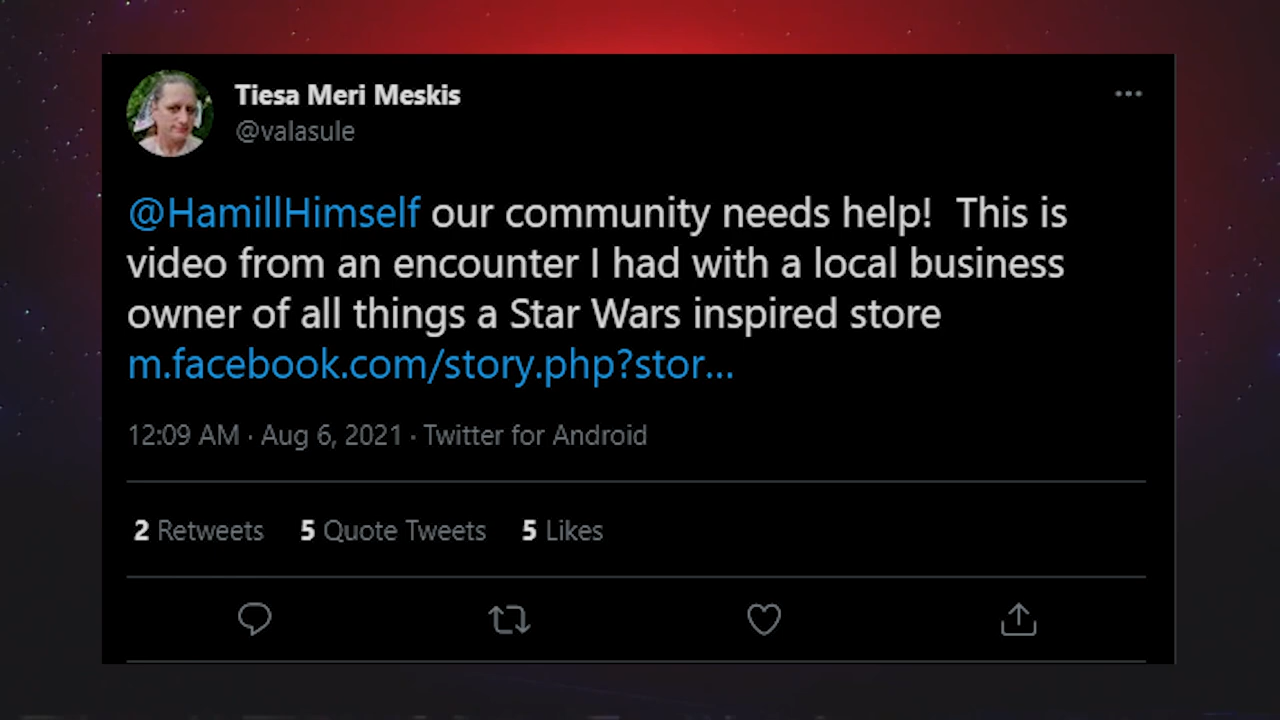 Tiesa Meri Meskis
@valasule
@HamillHimself our community needs help!  This is
video from an encounter I had with a local business
owner of all things a Star Wars inspired store
m.facebook.com/story.php?stor...
12:09 AM · Aug 6, 2021 · Twitter for Android
2 Retweets 5 Quote Tweets 5 Likes